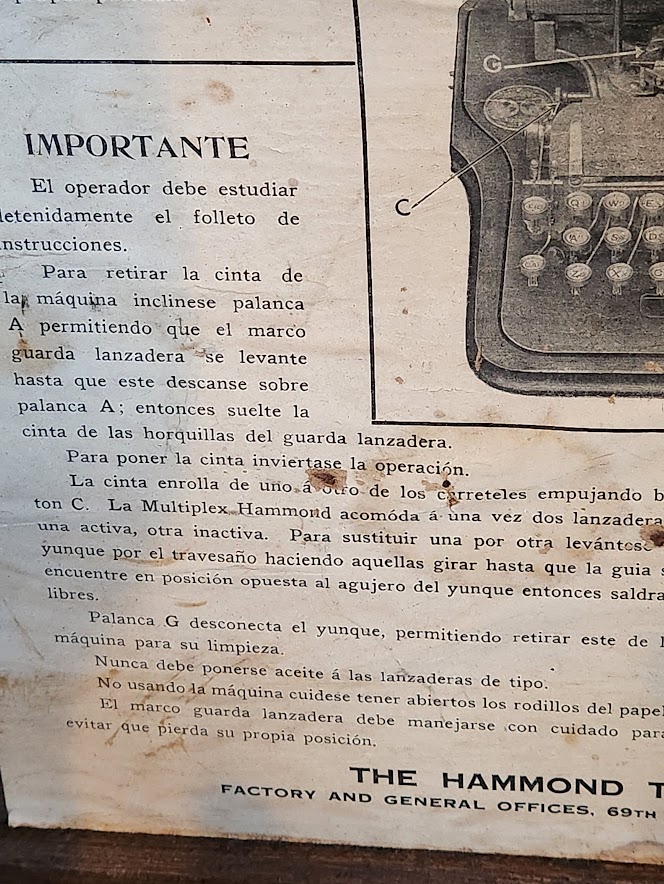 G
C
IMPORTANTE
El operador debe estudiar
detenidamente el folleto de
instrucciones.
Para retirar la cinta de
la máquina inclinese palanca
A permitiendo que el marco
guarda lanzadera se levante
hasta que este descanse sobre
palanca A; entonces suelte la
cinta de las horquillas del guarda lanzadera.
Para poner la cinta inviertase la operación.
La cinta enrolla de uno á otro de los carreteles empujando b
ton C. La Multiplex Hammond acomóda á una vez dos lanzadera
una activa, otra inactiva. Para sustituir una por otra levántese
yunque por el travesaño haciendo aquellas girar hasta que la guia s
encuentre en posición opuesta al agujero del yunque entonces saldra
libres.
Palanca G desconecta el yunque, permitiendo retirar este de l
máquina para su limpieza.
Nunca debe ponerse aceite á las lanzaderas de tipo.
No usando la máquina cuidese tener abiertos los rodillos del papel
El marco guarda lanzadera debe manejarse con cuidado para
evitar que pierda su propia posición.
THE HAMMOND T
FACTORY AND GENERAL OFFICES, 69TH